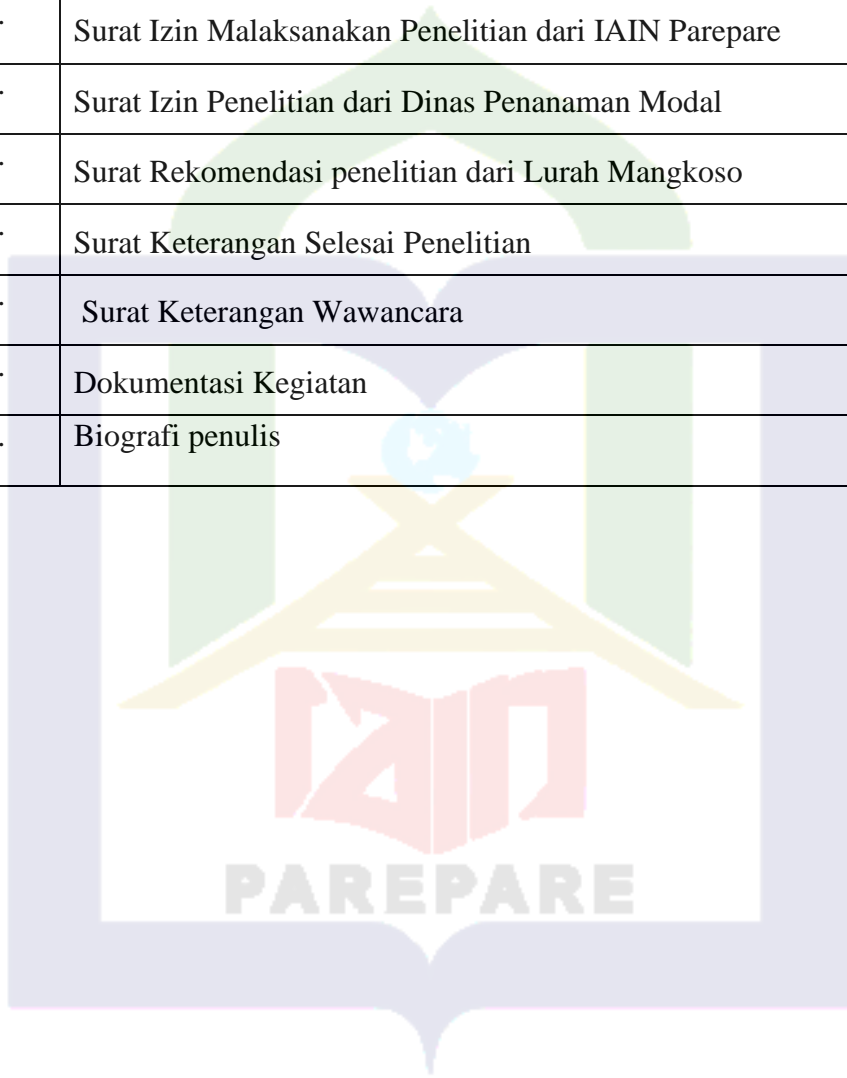 . Surat Izin Malaksanakan Penelitian dari IAIN Parepare
. Surat Izin Penelitian dari Dinas Penanaman Modal
. Surat Rekomendasi penelitian dari Lurah Mangkoso
. Surat Keterangan Selesai Penelitian
. Surat Keterangan Wawancara
. Dokumentasi Kegiatan
. Biografi penulis
iain
PAREPARE